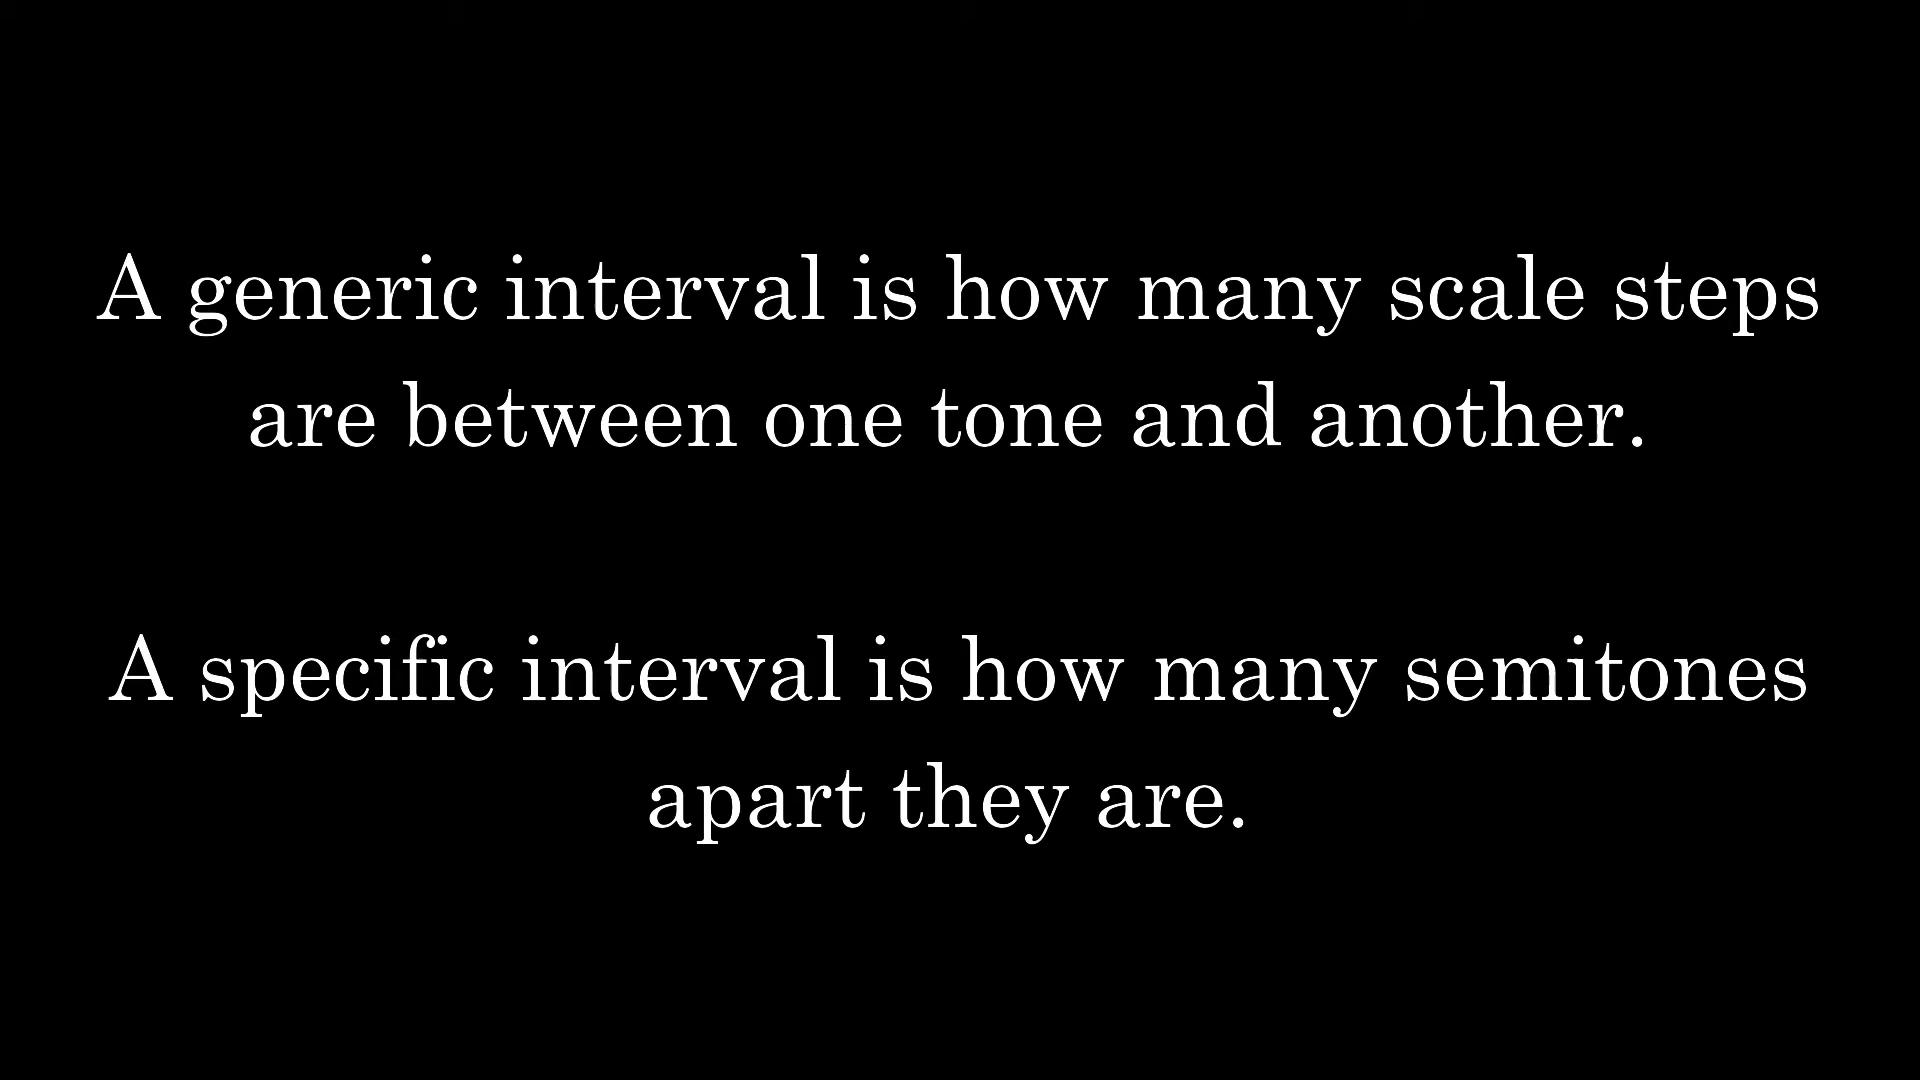 A generic interval is how many scale steps
are between one tone and another.
A specific interval is how many semitones
apart they are.